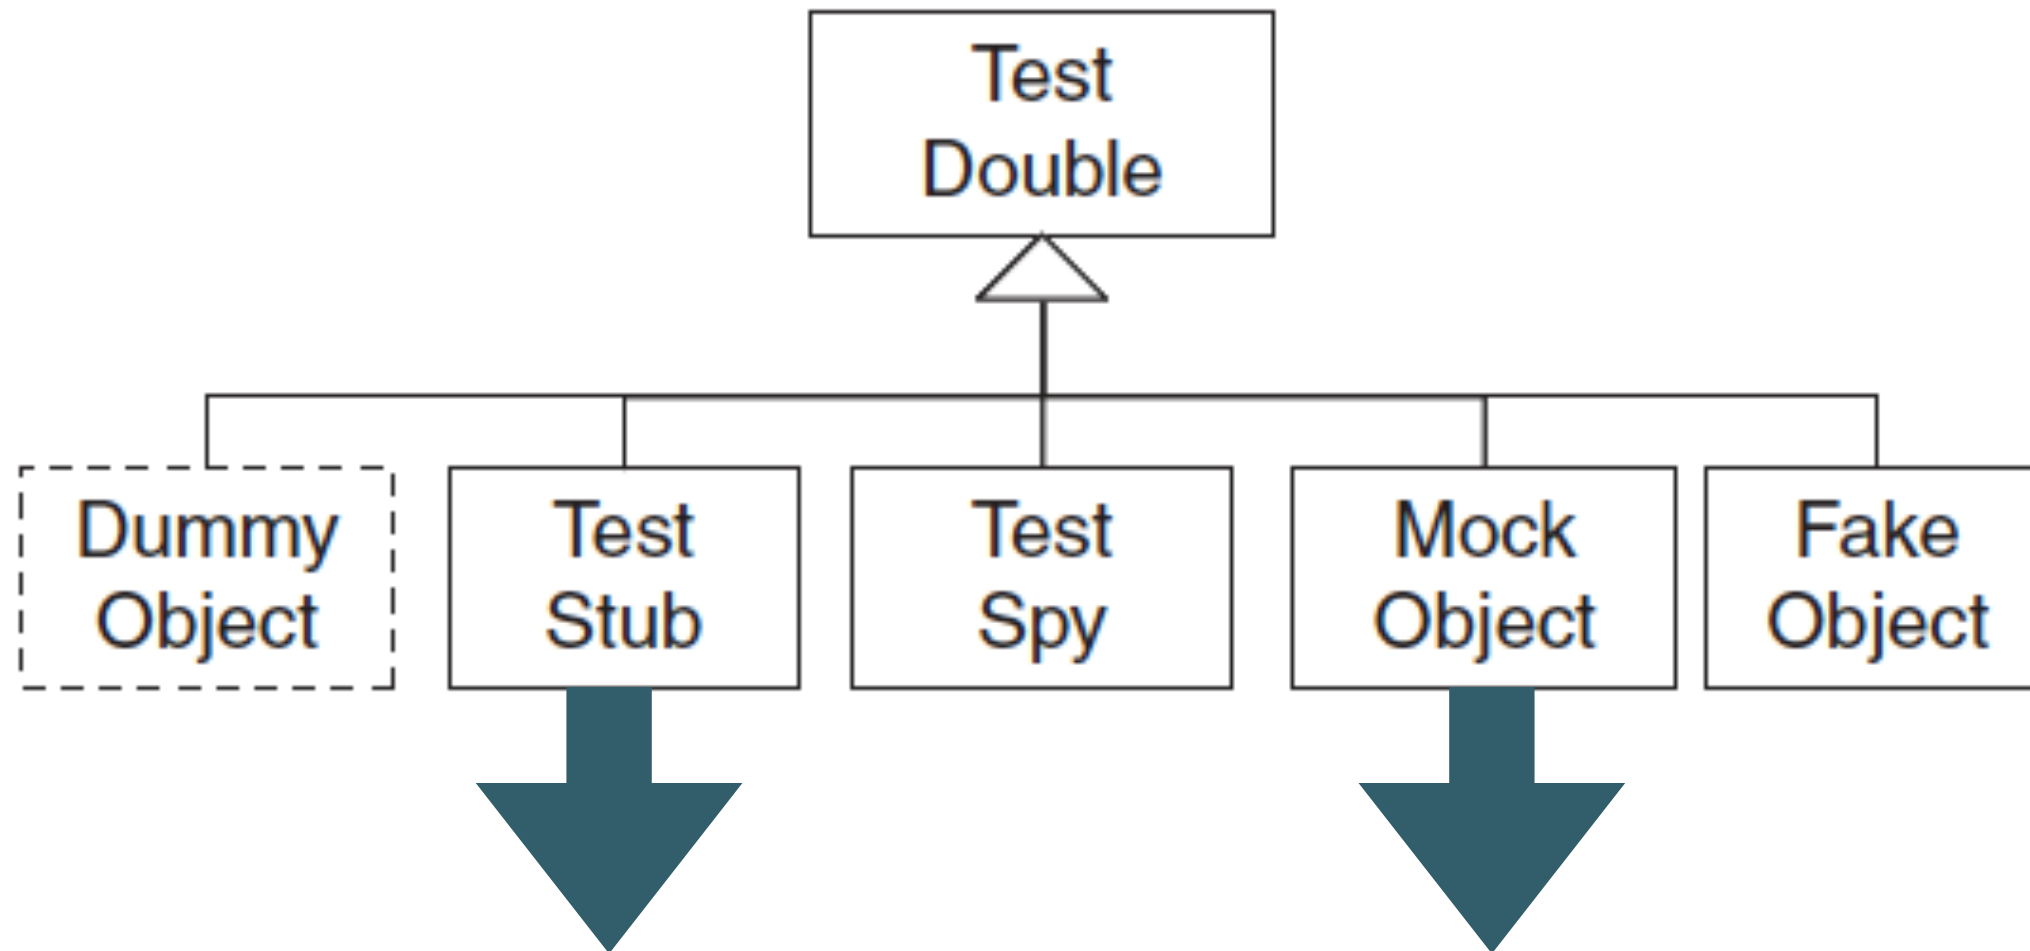 Test
Double
Dummy
Object
Test
Stub
Test
Spy
Mock
Object
Fake
Object